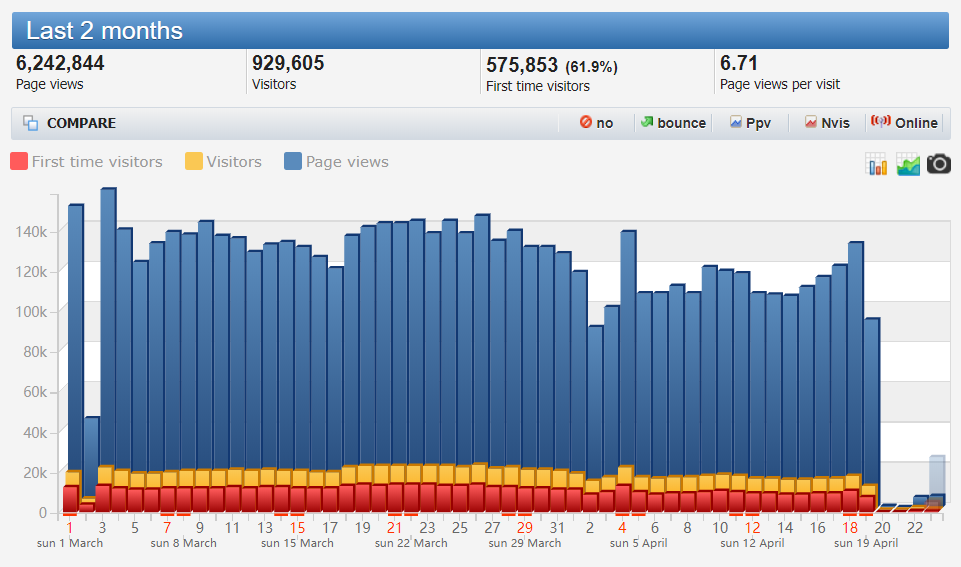 Last 2 months
6,242,844 929,605 575,853 (61.9%) 6.71
Page views Visitors First time visitors Page views per visit
COMPARE no bounce Ppv Nvis Online
First time visitors Visitors Page views
140k
120k
100k
80k
60k
40k
20k
0
1 3 5 7 9 11 13 15 17 19 21 23 25 27 29 31 2 4 6 8 10 12 14 16 18 20 22
sun 1 March sun 8 March sun 15 March sun 22 March sun 29 March sun 5 April sun 12 April sun 19 April